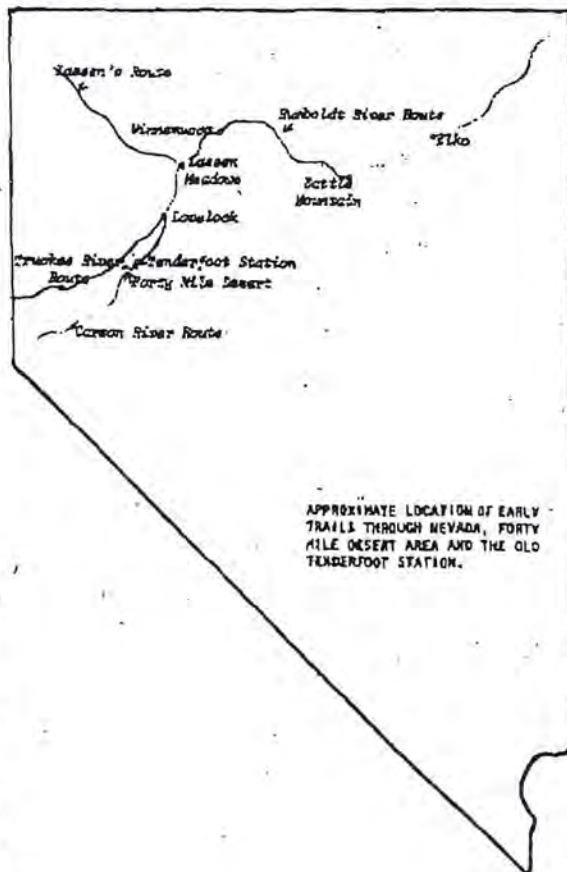 Lassen's Route
Humboldt River Route
Winnemucca
Elko
Lassen
Meadows
Battle
Mountain
Lovelock
Truckee River
Route
Tenderfoot Station
Forty Mile Desert
Carson River Route
APPROXIMATE LOCATION OF EARLY
TRAILS THROUGH NEVADA, FORTY
MILE DESERT AREA AND THE OLD
TENDERFOOT STATION.